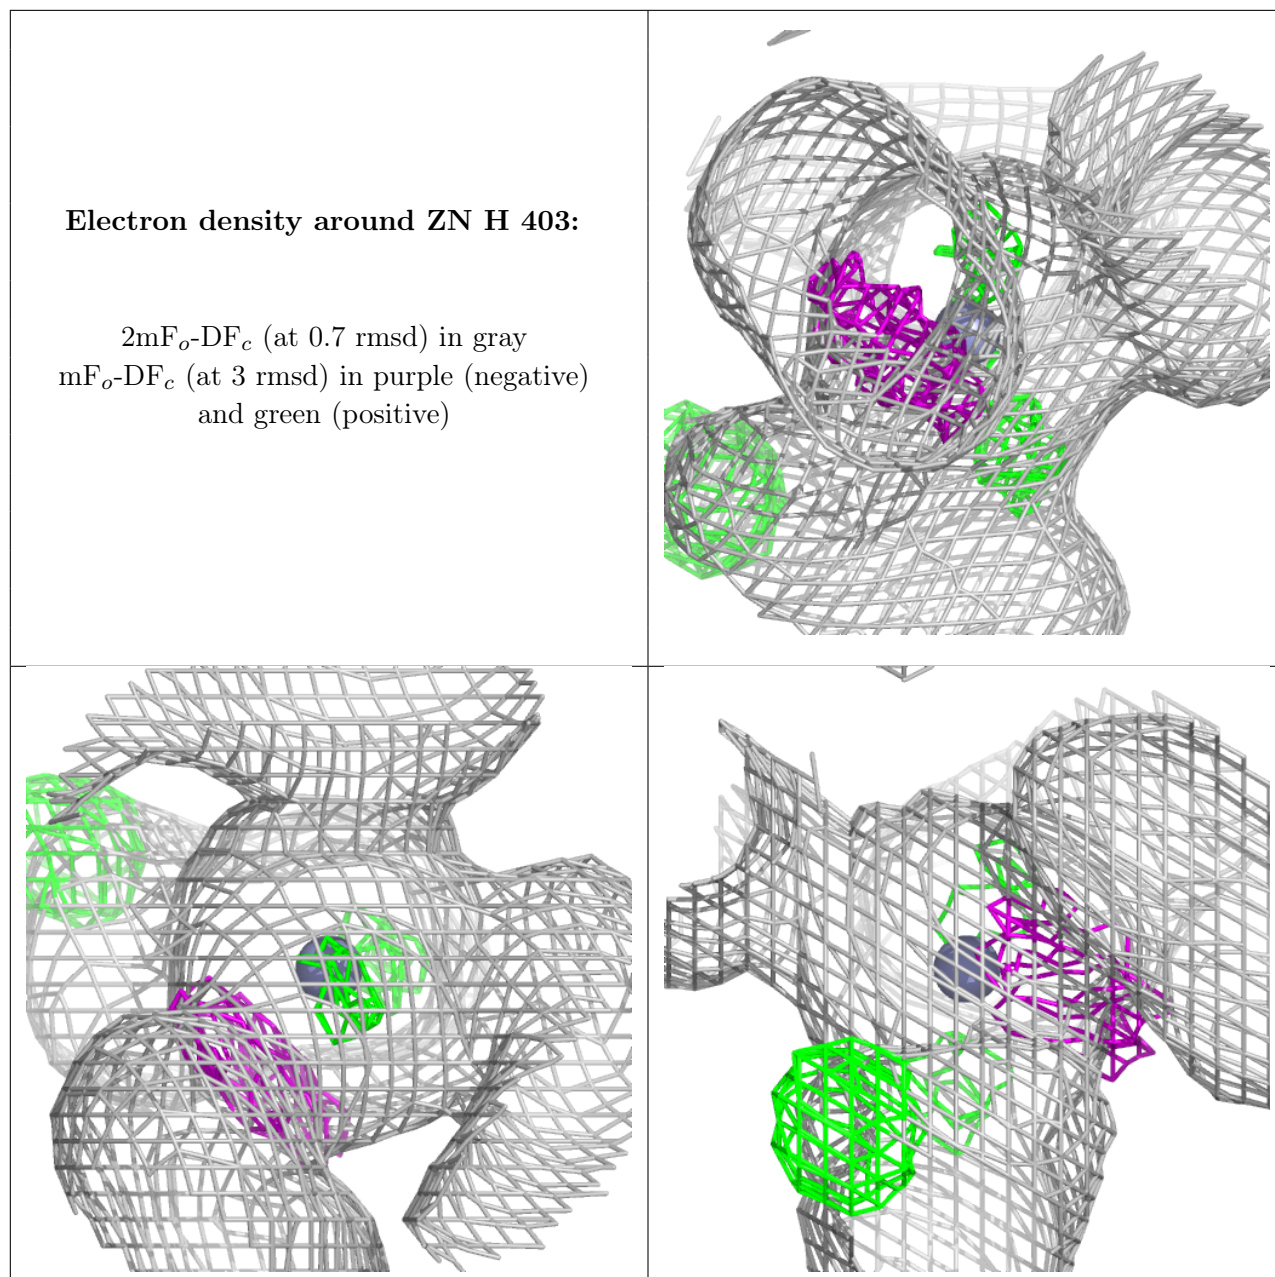 Electron density around ZN H 403:
2mFo-DFc (at 0.7 rmsd) in gray
mFo-DFc (at 3 rmsd) in purple (negative)
and green (positive)